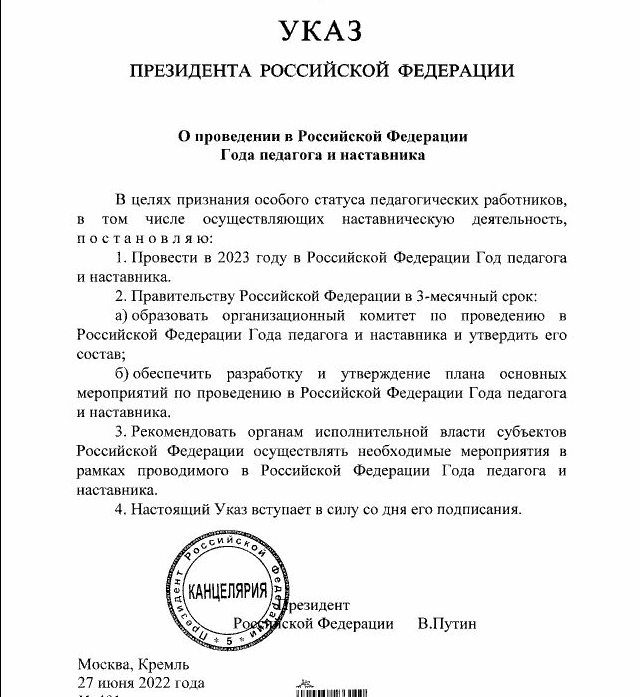 УКАЗ
ПРЕЗИДЕНТА РОССИЙСКОЙ ФЕДЕРАЦИИ
О проведении в Российской Федерации
Года педагога и наставника
В целях признания особого статуса педагогических работников,
в том числе осуществляющих наставническую деятельность,
п о с т а н о в л я ю:
1. Провести в 2023 году в Российской Федерации Год педагога
и наставника.
2. Правительству Российской Федерации в 3-месячный срок:
а) образовать организационный комитет по проведению в
Российской Федерации Года педагога и наставника и утвердить его
состав;
б) обеспечить разработку и утверждение плана основных
мероприятий по проведению в Российской Федерации Года педагога
и наставника.
3. Рекомендовать органам исполнительной власти субъектов
Российской Федерации осуществлять необходимые мероприятия в
рамках проводимого в Российской Федерации Года педагога и
наставника.
4. Настоящий Указ вступает в силу со дня его подписания.
Президент Российской Федерации * 5 *
КАНЦЕЛЯРИЯ
Президент
Российской Федерации В.Путин
Москва, Кремль
27 июня 2022 года